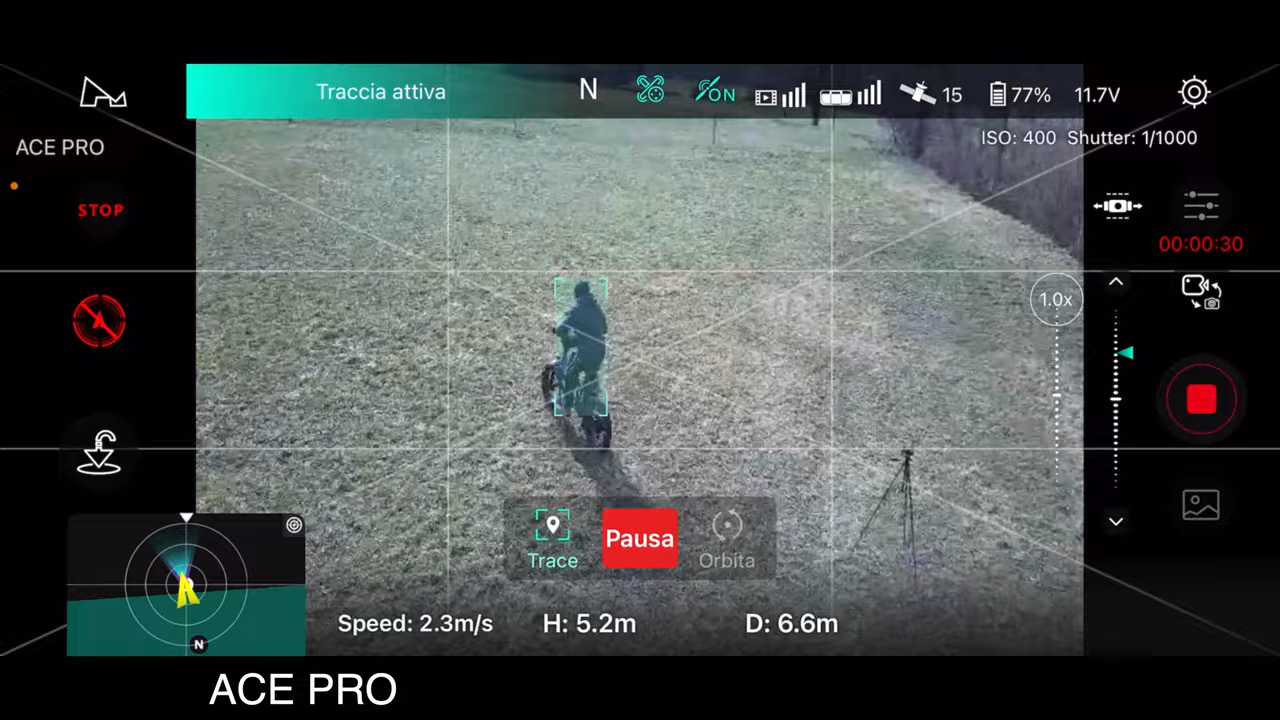 Traccia attiva
N
ON
15
77%
11.7V
ISO: 400 Shutter: 1/1000
ACE PRO
STOP
00:00:30
1.0x
Trace
Pausa
Orbita
Speed: 2.3m/s
H: 5.2m
D: 6.6m
N
ACE PRO